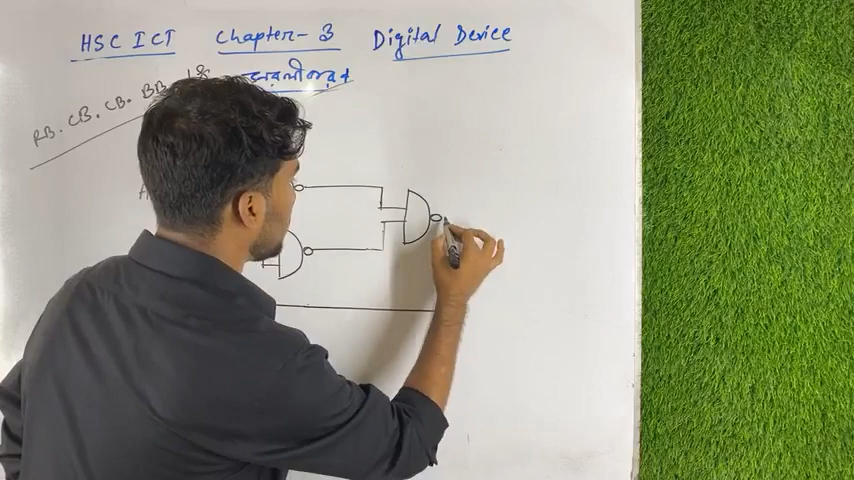 HSC ICT Chapter- 3 Digital Device
RB. CB. CB. BB.